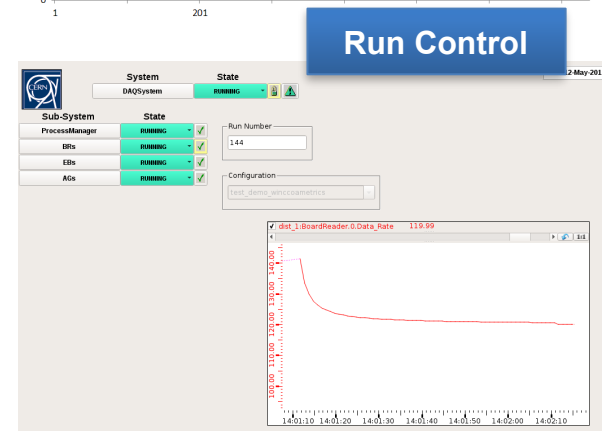 0
1 201
Run Control
12-May-201
CERN
System State
DAQSystem RUNNING
Sub-System State
ProcessManager RUNNING
BRs RUNNING
EBs RUNNING
AGs RUNNING
Run Number
144
Configuration
test_demo_winccoametrics
dist_1:BoardReader.0.Data_Rate 119.99
1:1
140.00
130.00
120.00
110.00
100.00
14:01:10 14:01:20 14:01:30 14:01:40 14:01:50 14:02:00 14:02:10